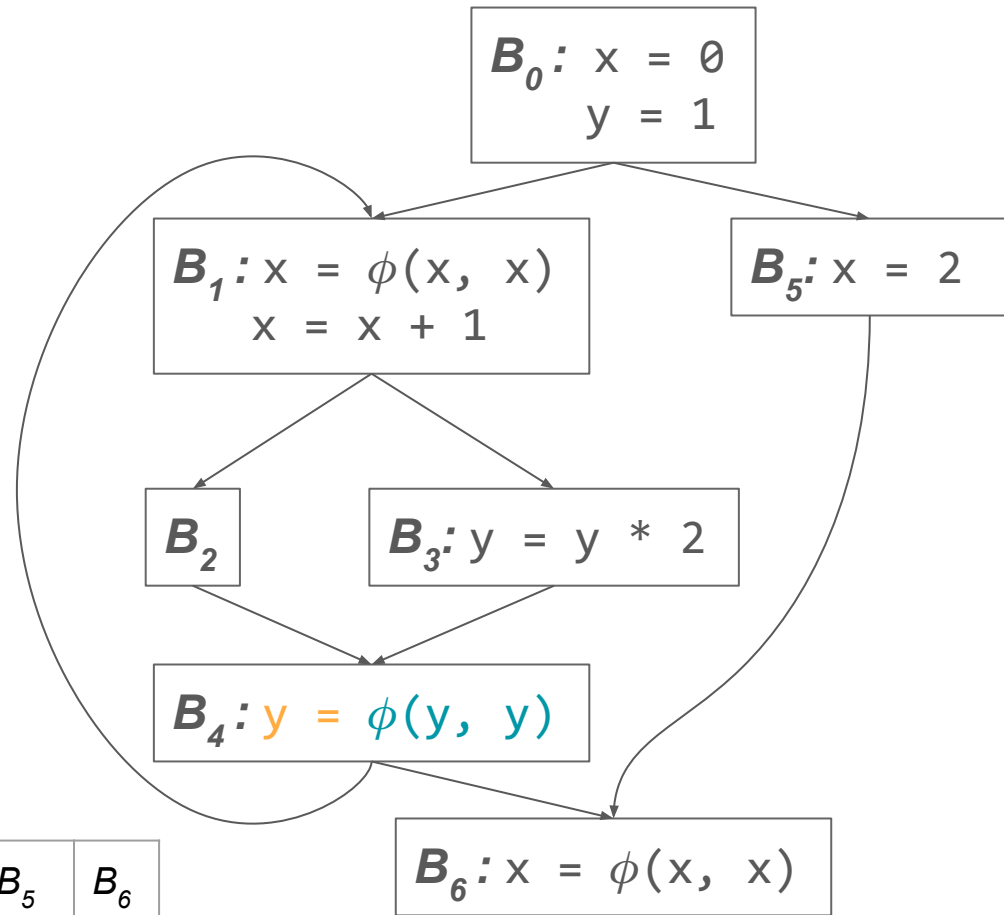 B₀: x = 0
y = 1
B₁: x = ϕ(x, x)
x = x + 1
B₅: x = 2
B₂
B₃: y = y * 2
B₄: y = ϕ(y, y)
B₆: x = ϕ(x, x)
B₅ B₆